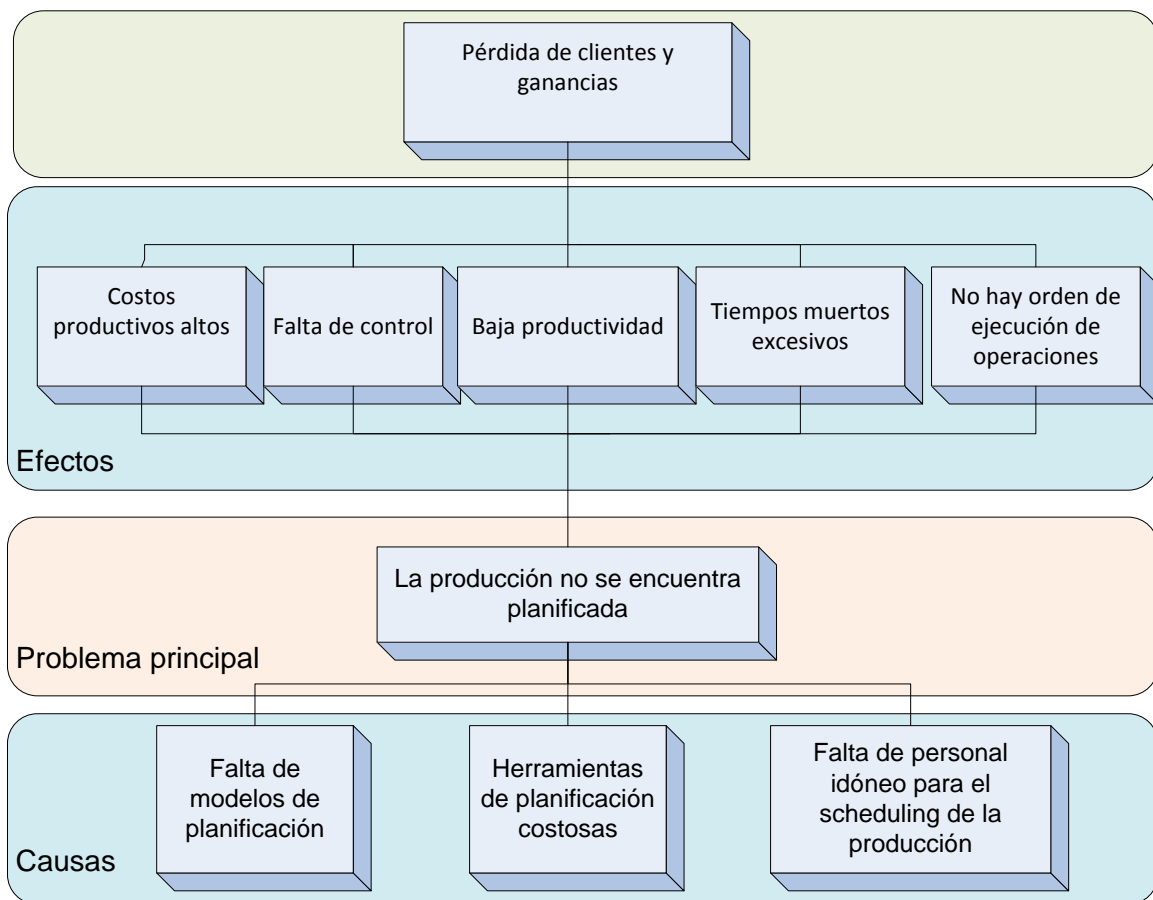 Pérdida de clientes y
ganancias
Costos
productivos altos
Falta de control
Baja productividad
Tiempos muertos
excesivos
No hay orden de
ejecución de
operaciones
Efectos
La producción no se encuentra
planificada
Problema principal
Falta de
modelos de
planificación
Herramientas
de planificación
costosas
Falta de personal
idóneo para el
scheduling de la
producción
Causas